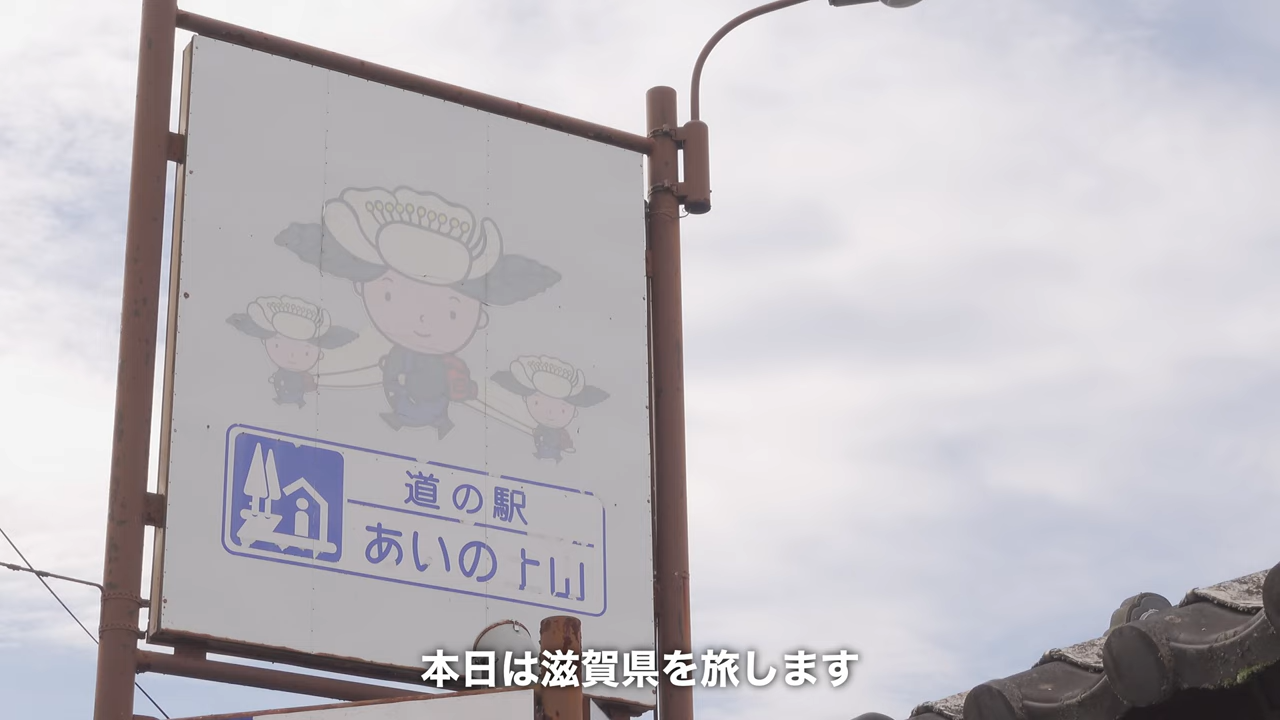 道の駅
あいの土山
本日は滋賀県を旅します